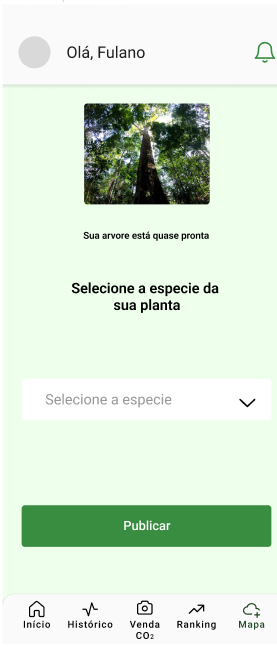 Olá, Fulano
Sua arvore está quase pronta
Selecione a especie da
sua planta
Selecione a especie
Publicar
Início
Histórico
Venda
CO₂
Ranking
Mapa